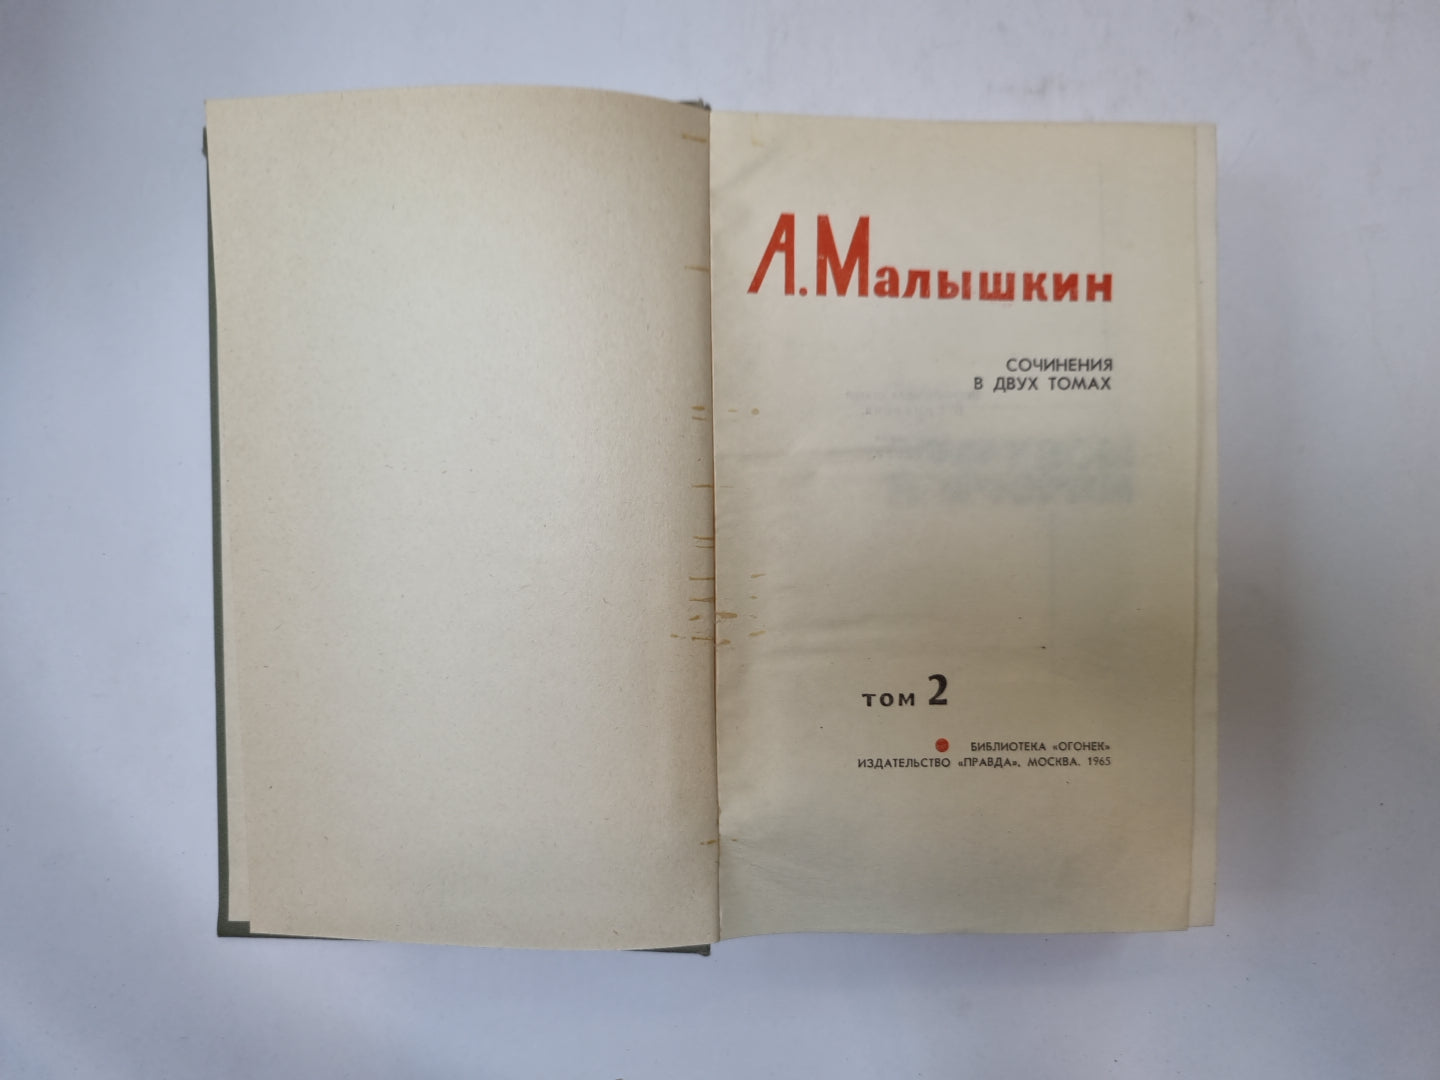 А. Малышкин
СОЧИНЕНИЯ
В ДВУХ ТОМАХ
ТОМ 2
БИБЛИОТЕКА «ОГОНЕК»
ИЗДАТЕЛЬСТВО «ПРАВДА». МОСКВА. 1965